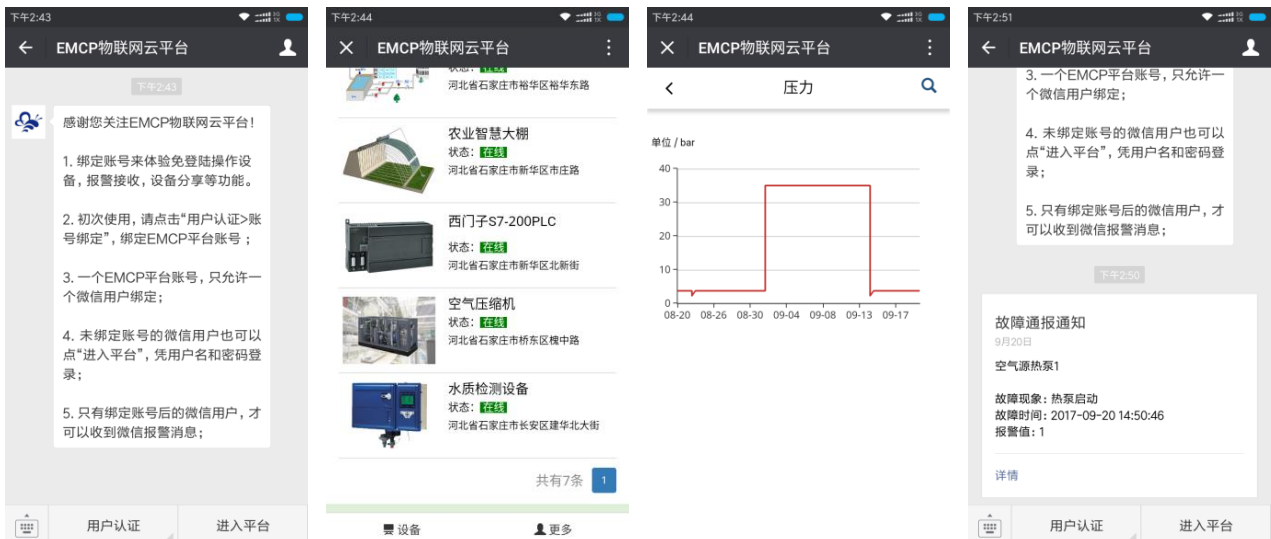 下午2:43
EMCP物联网云平台
下午2:43
感谢您关注EMCP物联网云平台!
1. 绑定账号来体验免登陆操作设
备,报警接收,设备分享等功能。
2. 初次使用,请点击“用户认证>账
号绑定”,绑定EMCP平台账号;
3. 一个EMCP平台账号,只允许一
个微信用户绑定;
4. 未绑定账号的微信用户也可以
点“进入平台”,凭用户名和密码登
录;
5. 只有绑定账号后的微信用户,才
可以收到微信报警消息;
用户认证
进入平台
下午2:44
EMCP物联网云平台
状态: 在线
河北省石家庄市裕华区裕华东路
农业智慧大棚
状态: 在线
河北省石家庄市新华区市庄路
西门子S7-200PLC
状态: 在线
河北省石家庄市新华区北新街
空气压缩机
状态: 在线
河北省石家庄市桥东区槐中路
水质检测设备
状态: 在线
河北省石家庄市长安区建华北大街
共有7条 1
设备
更多
下午2:44
EMCP物联网云平台
压力
单位 / bar
40
30
20
10
0
08-20 08-26 08-30 09-04 09-08 09-13 09-17
下午2:51
EMCP物联网云平台
3. 一个EMCP平台账号,只允许一
个微信用户绑定;
4. 未绑定账号的微信用户也可以
点“进入平台”,凭用户名和密码登
录;
5. 只有绑定账号后的微信用户,才
可以收到微信报警消息;
下午2:50
故障通报通知
9月20日
空气源热泵1
故障现象: 热泵启动
故障时间: 2017-09-20 14:50:46
报警值: 1
详情
用户认证
进入平台